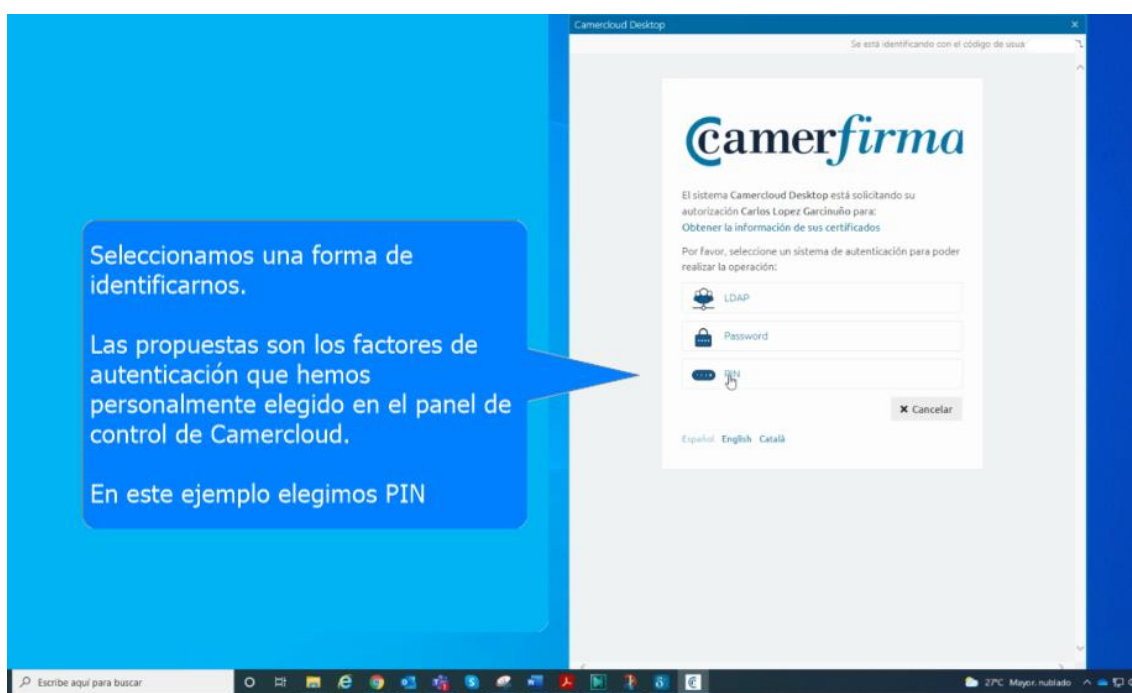 Camercloud Desktop
Se está identificando con el código de usua
camerfirma
El sistema Camercloud Desktop está solicitando su
autorización Carlos Lopez Garcinuño para:
Obtener la información de sus certificados
Por favor, seleccione un sistema de autenticación para poder
realizar la operación:
LDAP
Password
PIN
Cancelar
Español English Català
Seleccionamos una forma de
identificarnos.
Las propuestas son los factores de
autenticación que hemos
personalmente elegido en el panel de
control de Camercloud.
En este ejemplo elegimos PIN
Escribe aquí para buscar
27°C Mayor. nublado